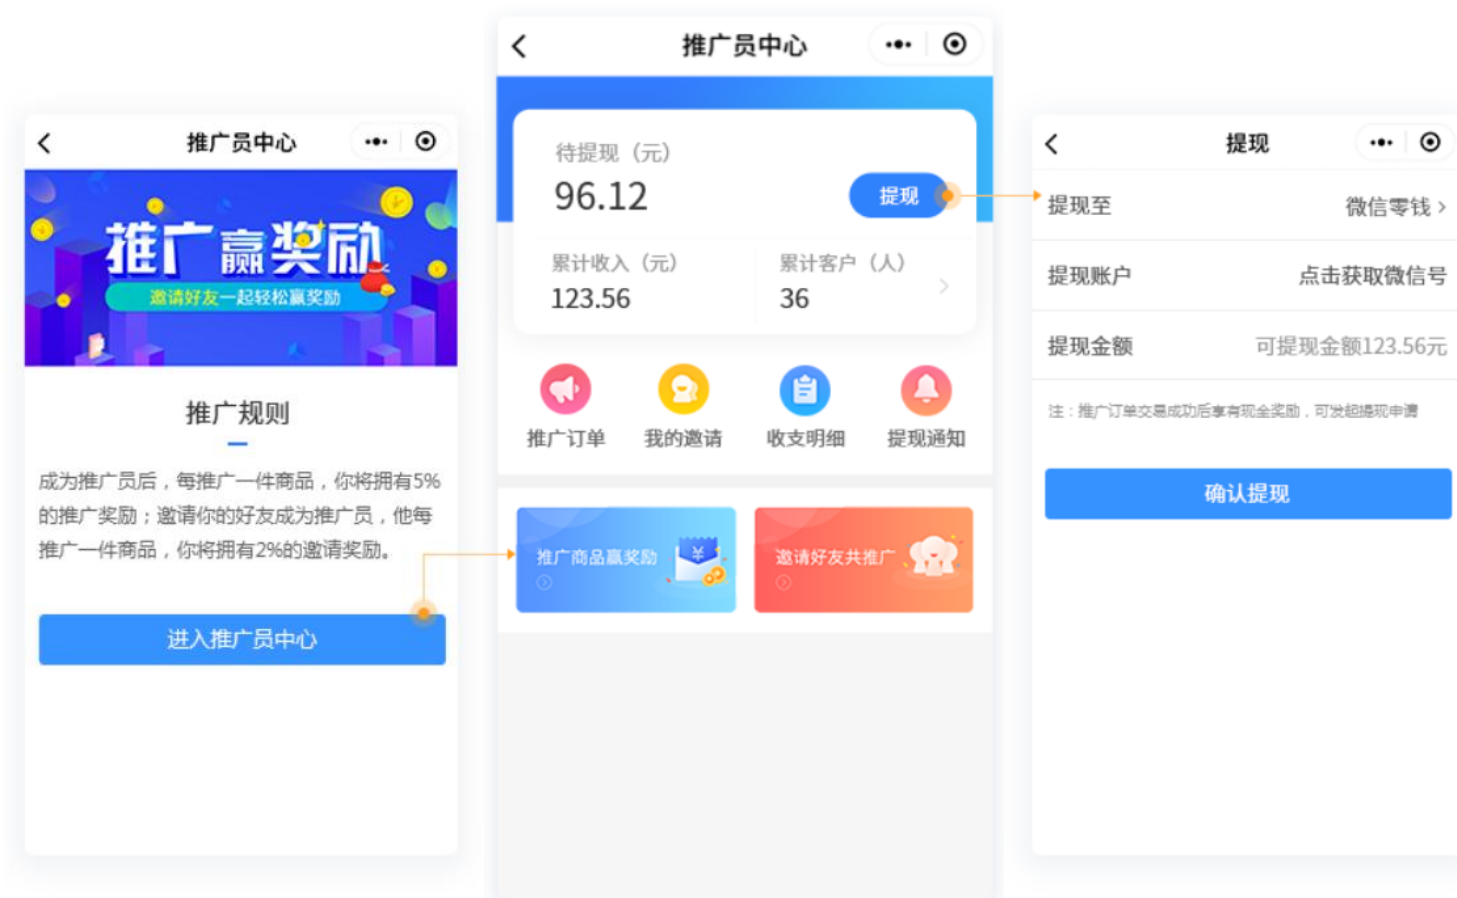 推广员中心
推广赢奖励
邀请好友一起轻松赢奖励
推广规则
成为推广员后，每推广一件商品，你将拥有5%
的推广奖励；邀请你的好友成为推广员，他每
推广一件商品，你将拥有2%的邀请奖励。
进入推广员中心
推广员中心
待提现（元）
96.12
提现
累计收入（元）
累计客户（人）
123.56
36
推广订单
我的邀请
收支明细
提现通知
推广商品赢奖励
¥
邀请好友共推广
提现
提现至
微信零钱
提现账户
点击获取微信号
提现金额
可提现金额123.56元
注：推广订单交易成功后享有现金奖励，可发起提现申请
确认提现